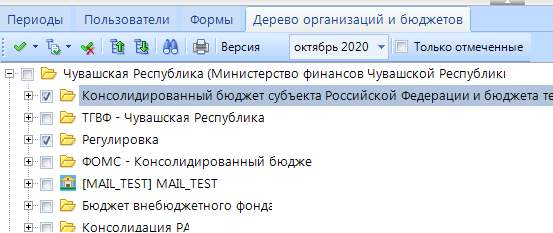 Периоды Пользователи Формы Дерево организаций и бюджетов
Версия октябрь 2020 Только отмеченные
Чувашская Республика (Министерство финансов Чувашской Республики
Консолидированный бюджет субъекта Российской Федерации и бюджета те
ТГВФ - Чувашская Республика
Регулировка
ФОМС - Консолидированный бюдже
[MAIL_TEST] MAIL_TEST
Бюджет внебюджетного фонда
Консолидация РА